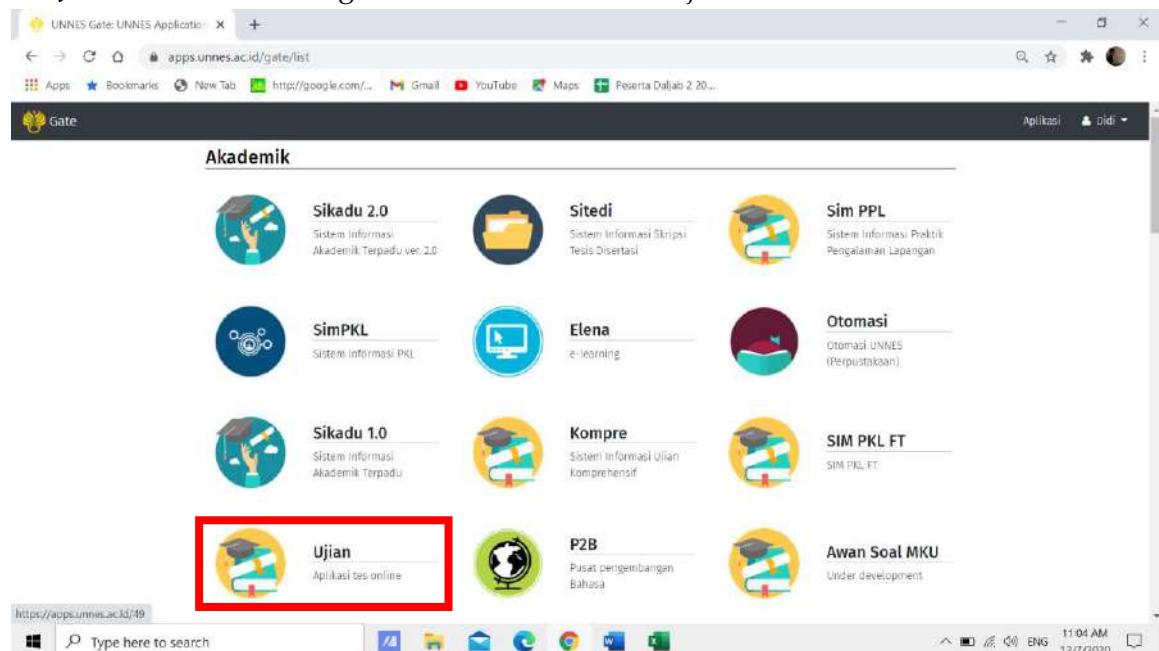 UNNES Gate: UNNES Application
apps.unnes.ac.id/gate/list
Apps Bookmarks New Tab http://google.com/... Gmail YouTube Maps Peserta Daljab 2 20...
Gate Aplikasi Didi
Akademik
Sikadu 2.0
Sistem Informasi
Akademik Terpadu ver. 2.0
Sitedi
Sistem Informasi Skripsi
Tesis Disertasi
Sim PPL
Sistem Informasi Praktik
Pengalaman Lapangan
SimPKL
Sistem Informasi PKL
Elena
e-learning
Otomasi
Otomasi UNNES
(Perpustakaan)
Sikadu 1.0
Sistem Informasi
Akademik Terpadu
Kompre
Sistem Informasi Ujian
Komprehensif
SIM PKL FT
SIM PKL FT
Ujian
Aplikasi tes online
P2B
Pusat pengembangan
Bahasa
Awan Soal MKU
Under development
https://apps.unnes.ac.id/49
Type here to search ENG 11:04 AM
12/7/2020